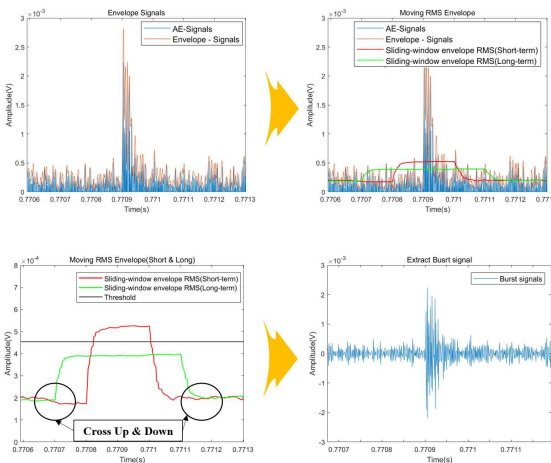 Envelope Signals
×10⁻³
AE-Signals
Envelope - Signals
3
2.5
2
1.5
1
0.5
0
Amplitude(V)
0.7706 0.7707 0.7708 0.7709 0.771 0.7711 0.7712 0.7713
Time(s)
Moving RMS Envelope
×10⁻³
AE-Signals
Envelope - Signals
Sliding-window envelope RMS(Short-term)
Sliding-window envelope RMS(Long-term)
3
2.5
2
1.5
1
0.5
0
Amplitude(V)
0.7706 0.7707 0.7708 0.7709 0.771 0.7711 0.7712 0.771
Time(s)
Moving RMS Envelope(Short & Long)
×10⁻⁴
Sliding-window envelope RMS(Short-term)
Sliding-window envelope RMS(Long-term)
Threshold
8
7
6
5
4
3
2
1
0
Amplitude(V)
Cross Up & Down
0.7706 0.7707 0.7708 0.7709 0.771 0.7711 0.7712 0.7713
Time(s)
Extract Busrt signal
×10⁻³
Burst signals
3
2
1
0
-1
-2
-3
Amplitude(V)
0.7707 0.7708 0.7709 0.771 0.7711
Time(s)